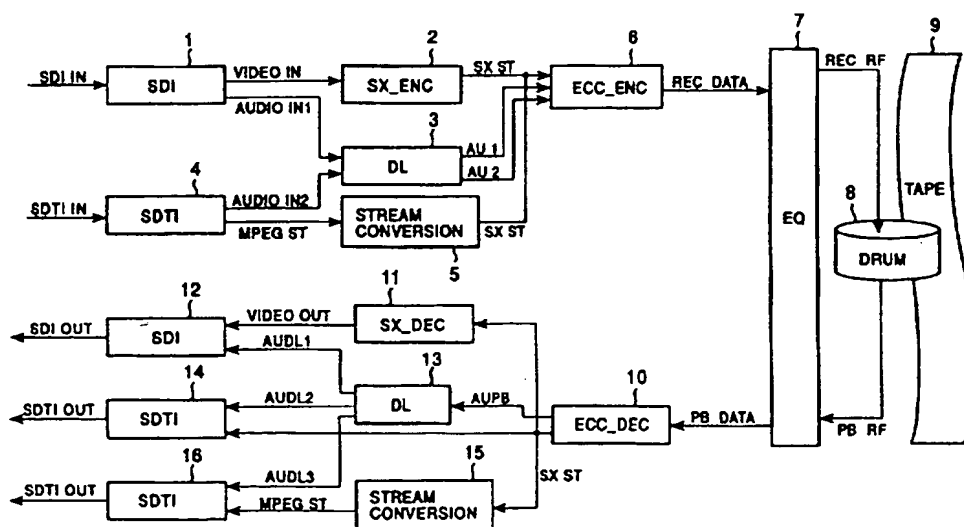 1
2
6
7
9
SDI IN
SDI
VIDEO IN
SX_ENC
SX ST
ECC_ENC
REC_DATA
REC RF
AUDIO IN1
3
DL
AU 1
AU 2
4
SDTI IN
SDTI
AUDIO IN2
MPEG ST
STREAM
CONVERSION
SX ST
5
EQ
TAPE
8
DRUM
12
11
SDI OUT
SDI
VIDEO OUT
SX_DEC
AUDL1
14
13
10
SDTI OUT
SDTI
AUDL2
DL
AUPB
ECC_DEC
PB DATA
PB RF
16
15
AUDL3
SX ST
SDTI OUT
SDTI
MPEG ST
STREAM
CONVERSION